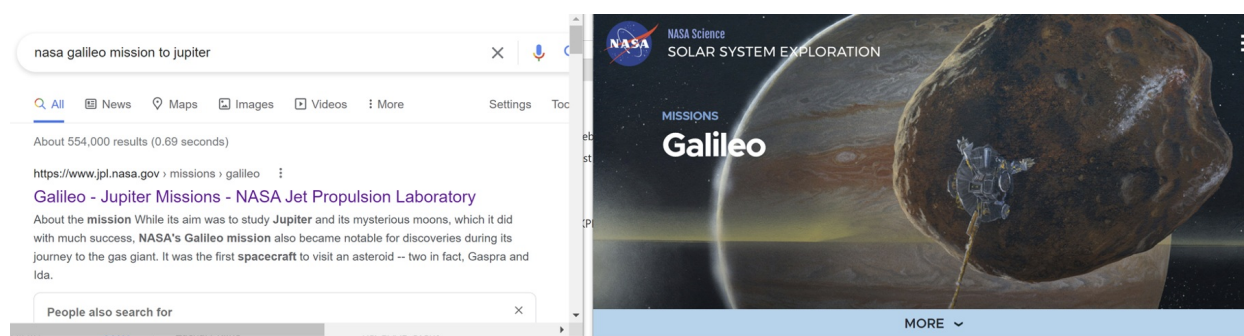 nasa galileo mission to jupiter
All News Maps Images Videos More Settings
About 554,000 results (0.69 seconds)
https://www.jpl.nasa.gov › missions › galileo
Galileo - Jupiter Missions - NASA Jet Propulsion Laboratory
About the mission While its aim was to study Jupiter and its mysterious moons, which it did
with much success, NASA's Galileo mission also became notable for discoveries during its
journey to the gas giant. It was the first spacecraft to visit an asteroid -- two in fact, Gaspra and
Ida.
People also search for
NASA
NASA Science
SOLAR SYSTEM EXPLORATION
MISSIONS
Galileo
MORE